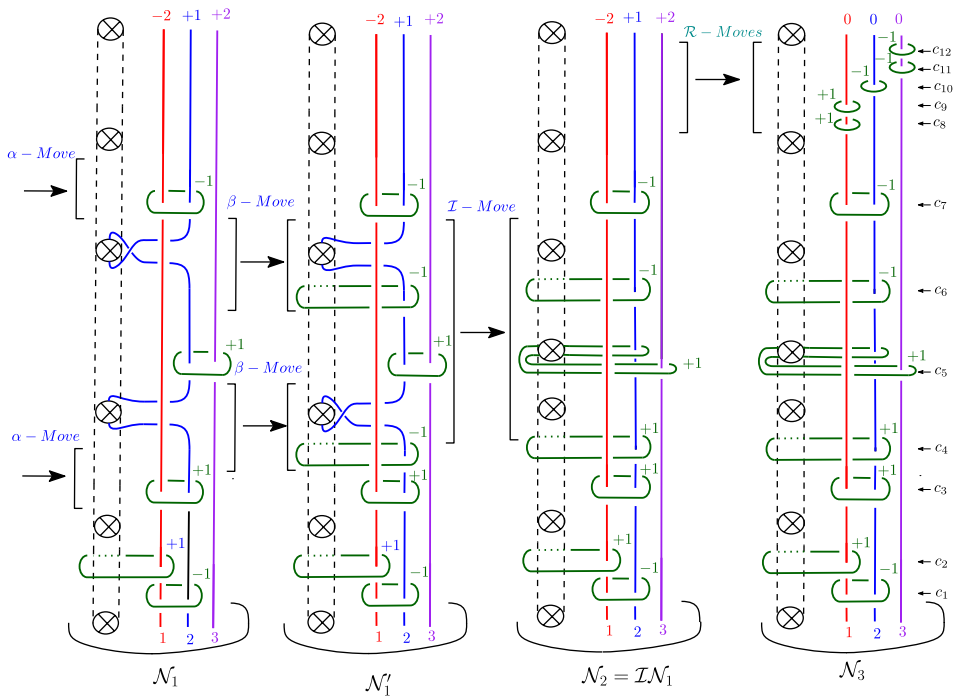 −2 +1 +2
α − Move
−1
β − Move
+1
β − Move
α − Move
+1
+1
−1
1 2 3
𝒩₁
−2 +1 +2
−1
−1
ℐ − Move
+1
−1
+1
+1
−1
1 2 3
𝒩₁′
−2 +1 +2
ℛ − Moves
−1
−1
+1
+1
+1
+1
−1
1 2 3
𝒩₂ = ℐ𝒩₁
0 0 0
−1 c₁₂
−1 c₁₁
−1 c₁₀
+1 c₉
+1 c₈
−1 c₇
−1 c₆
+1 c₅
+1 c₄
+1 c₃
+1 c₂
−1 c₁
1 2 3
𝒩₃